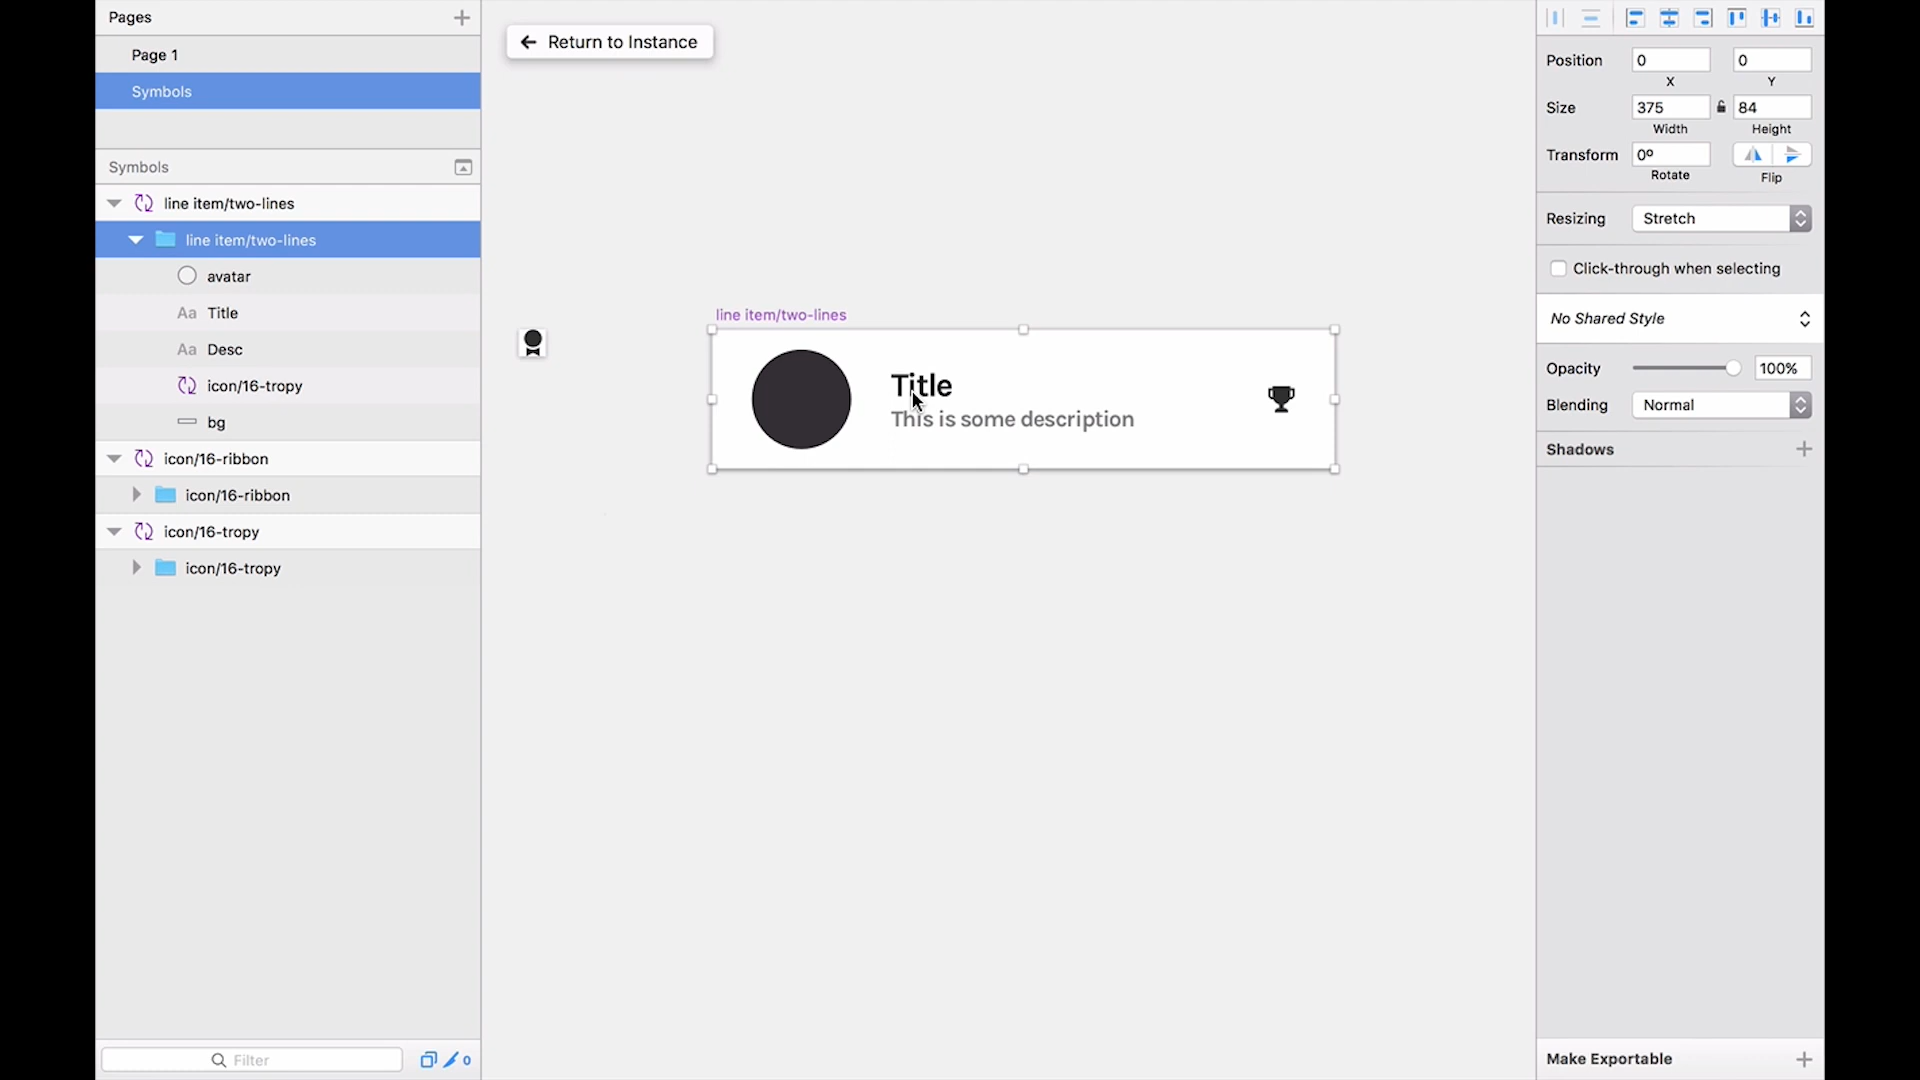 Pages
Page 1
Symbols
Symbols
line item/two-lines
line item/two-lines
avatar
Aa Title
Aa Desc
icon/16-tropy
bg
icon/16-ribbon
icon/16-ribbon
icon/16-tropy
icon/16-tropy
Filter
0
Return to Instance
line item/two-lines
Title
This is some description
Position 0 0
X Y
Size 375 84
Width Height
Transform 0º
Rotate Flip
Resizing Stretch
Click-through when selecting
No Shared Style
Opacity 100%
Blending Normal
Shadows
Make Exportable